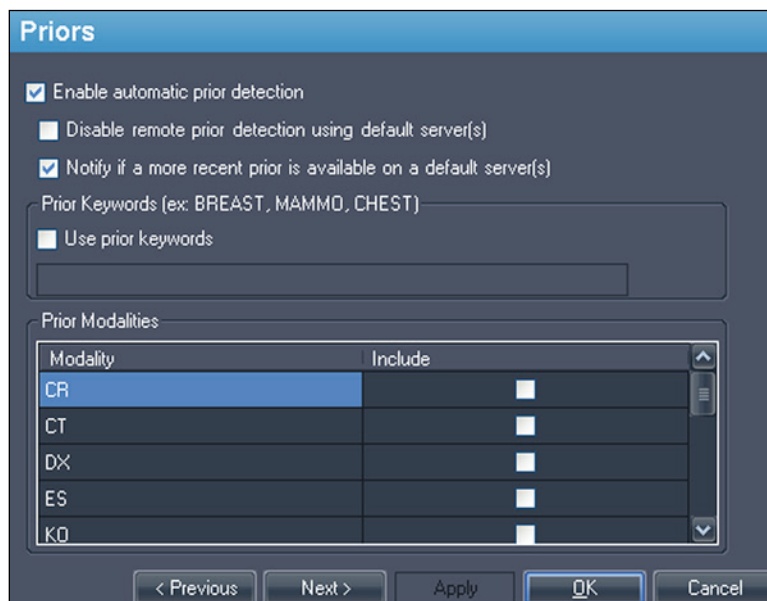 Priors
Enable automatic prior detection
Disable remote prior detection using default server(s)
Notify if a more recent prior is available on a default server(s)
Prior Keywords (ex: BREAST, MAMMO, CHEST)
Use prior keywords
Prior Modalities
Modality Include
CR
CT
DX
ES
KO
< Previous Next > Apply OK Cancel